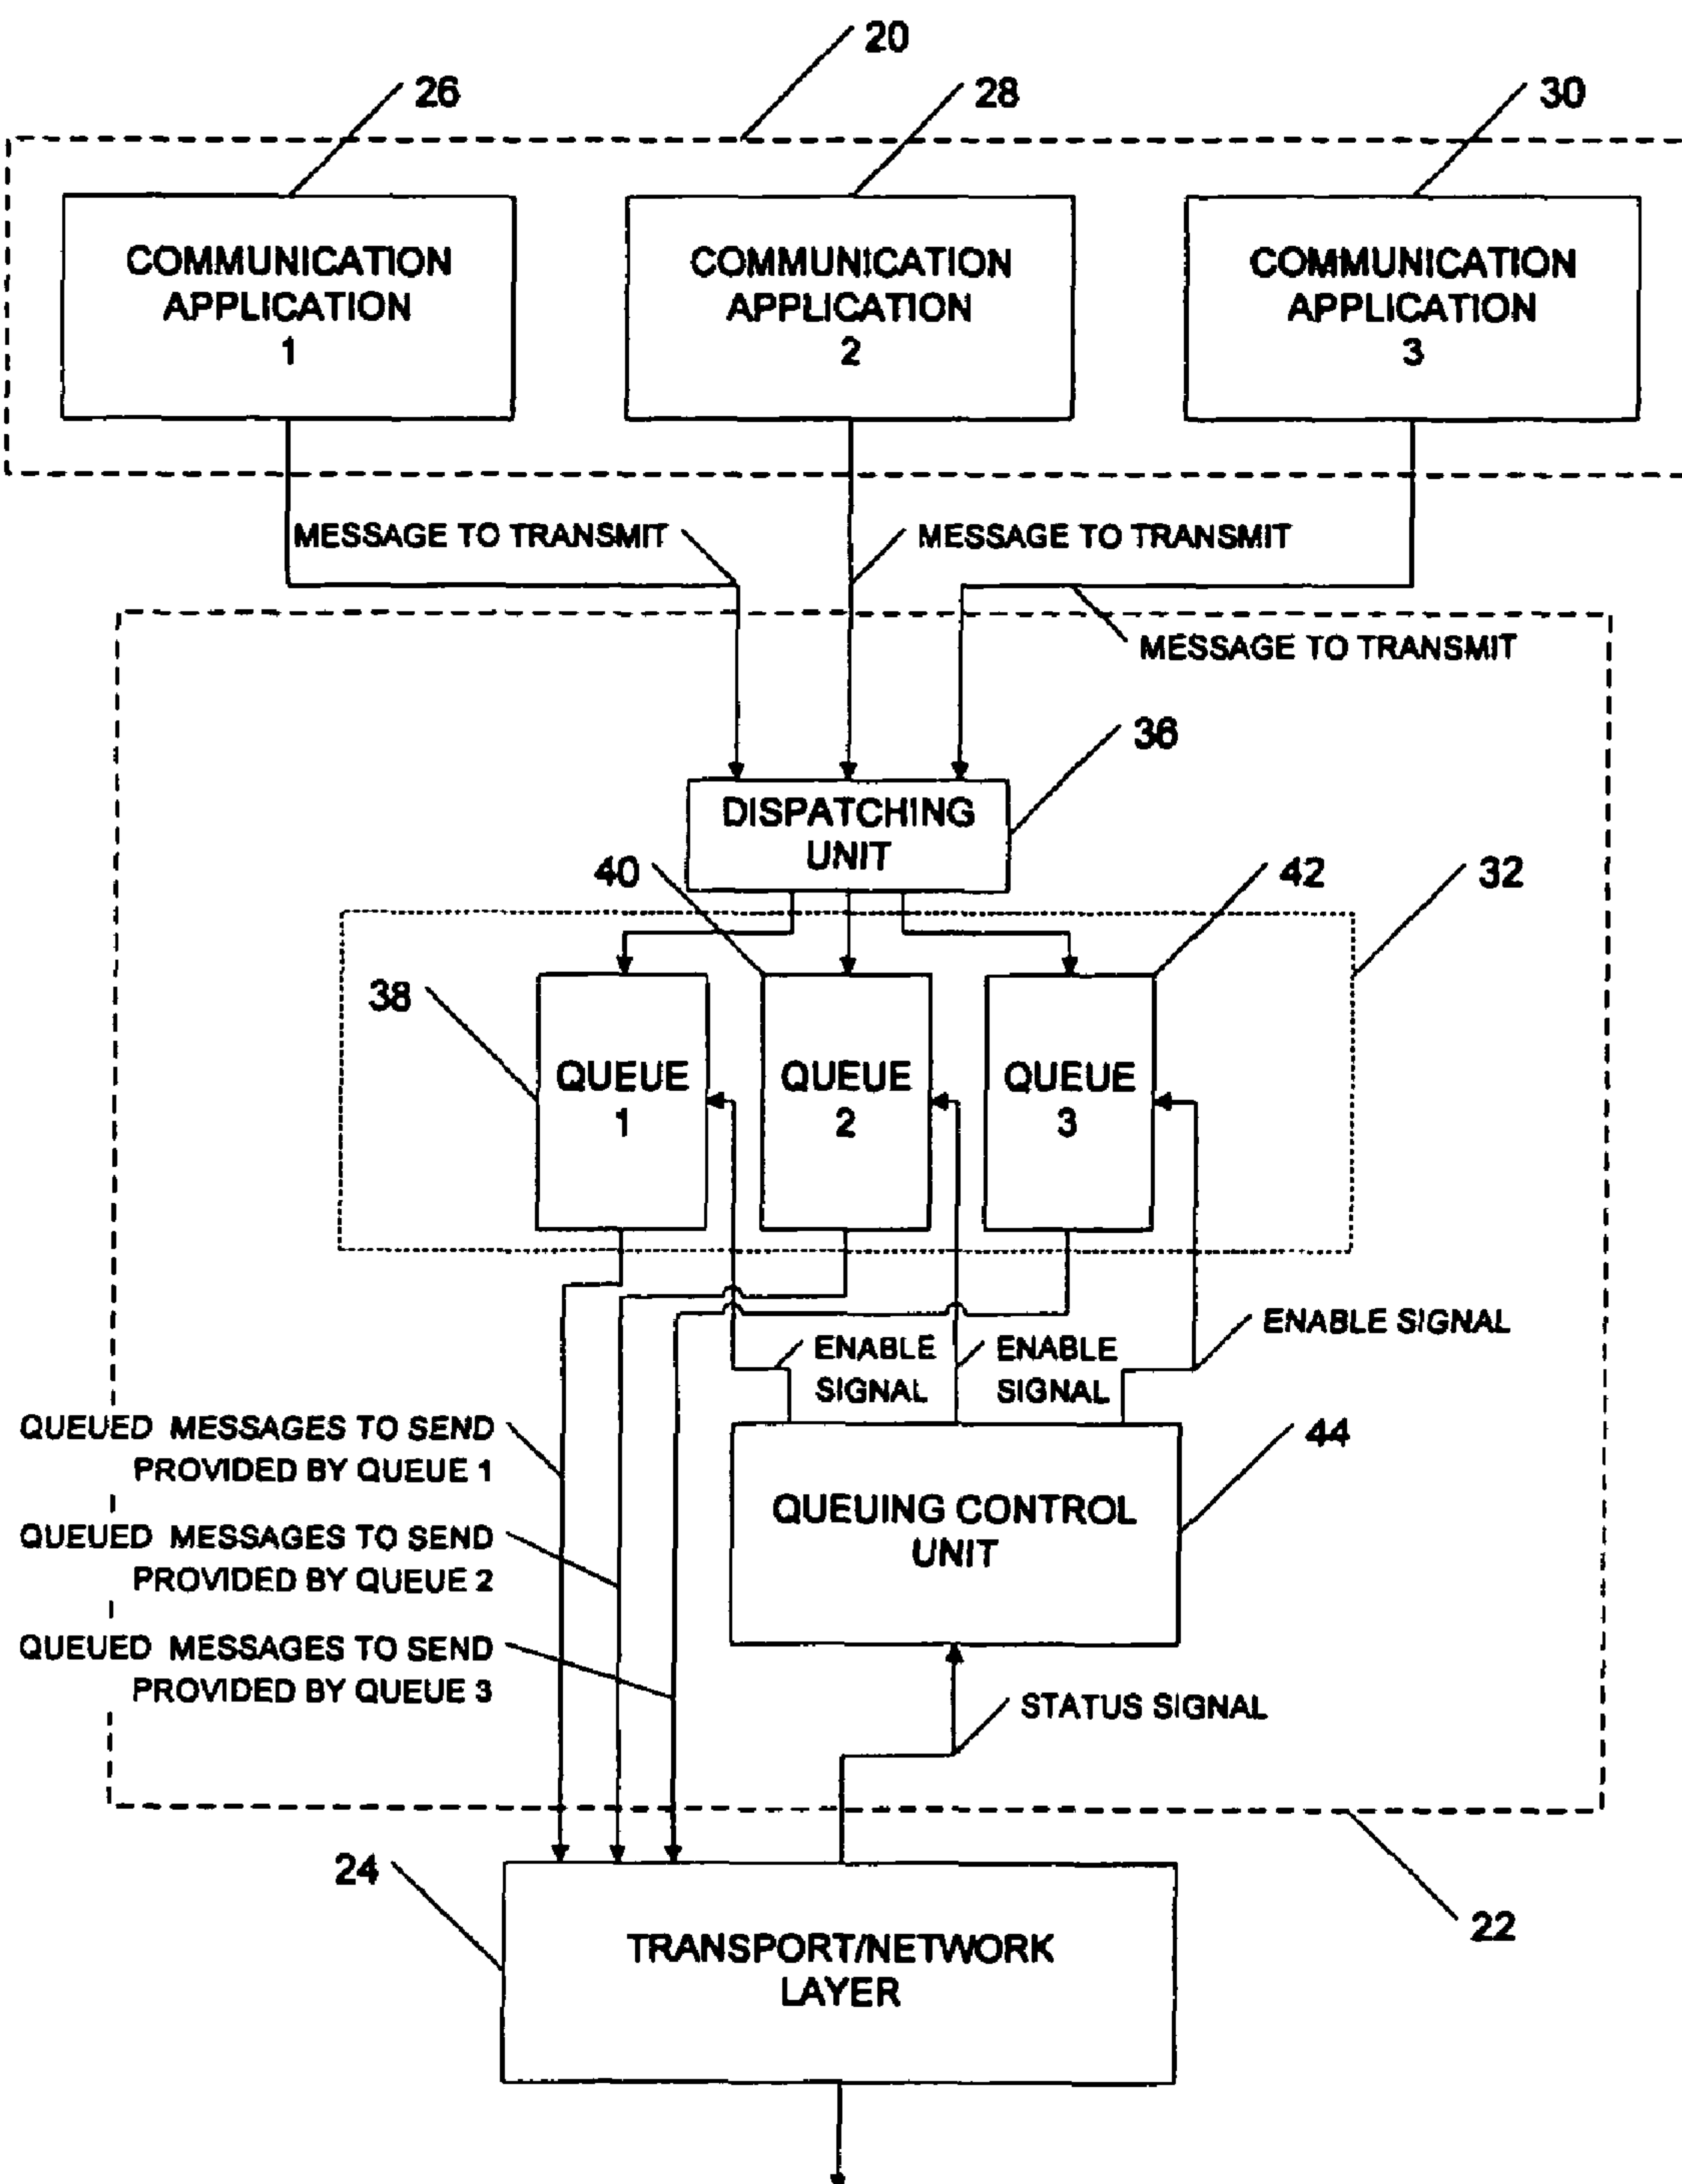 20
26
28
30
COMMUNICATION
APPLICATION
1
COMMUNICATION
APPLICATION
2
COMMUNICATION
APPLICATION
3
MESSAGE TO TRANSMIT
MESSAGE TO TRANSMIT
MESSAGE TO TRANSMIT
36
DISPATCHING
UNIT
40
42
32
38
QUEUE
1
QUEUE
2
QUEUE
3
ENABLE SIGNAL
ENABLE
SIGNAL
ENABLE
SIGNAL
QUEUED MESSAGES TO SEND
PROVIDED BY QUEUE 1
44
QUEUING CONTROL
UNIT
QUEUED MESSAGES TO SEND
PROVIDED BY QUEUE 2
QUEUED MESSAGES TO SEND
PROVIDED BY QUEUE 3
STATUS SIGNAL
24
22
TRANSPORT/NETWORK
LAYER